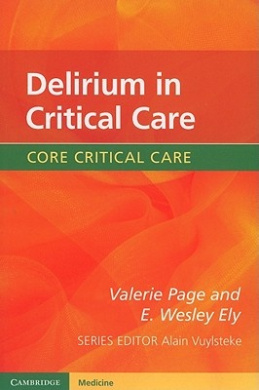 Delirium in
Critical Care
CORE CRITICAL CARE
Valerie Page and
E. Wesley Ely
SERIES EDITOR Alain Vuylsteke
CAMBRIDGE
Medicine